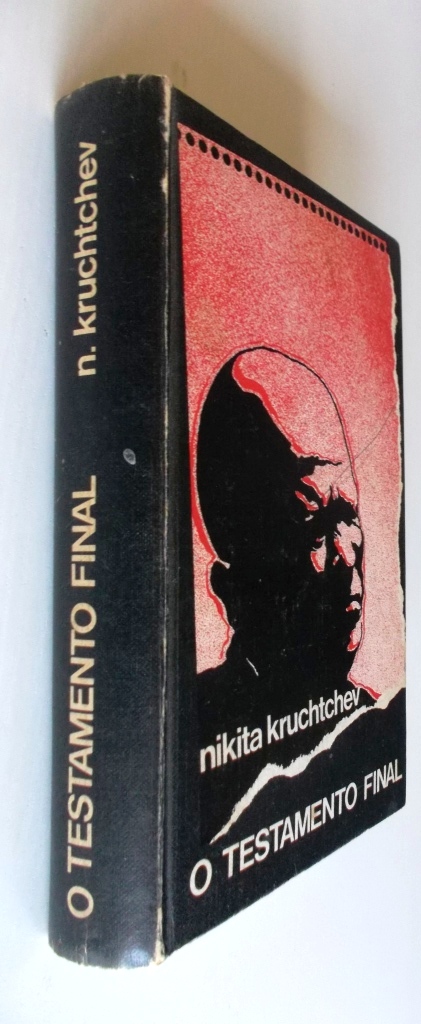 O TESTAMENTO FINAL n. kruchtchev
nikita kruchtchev
O TESTAMENTO FINAL